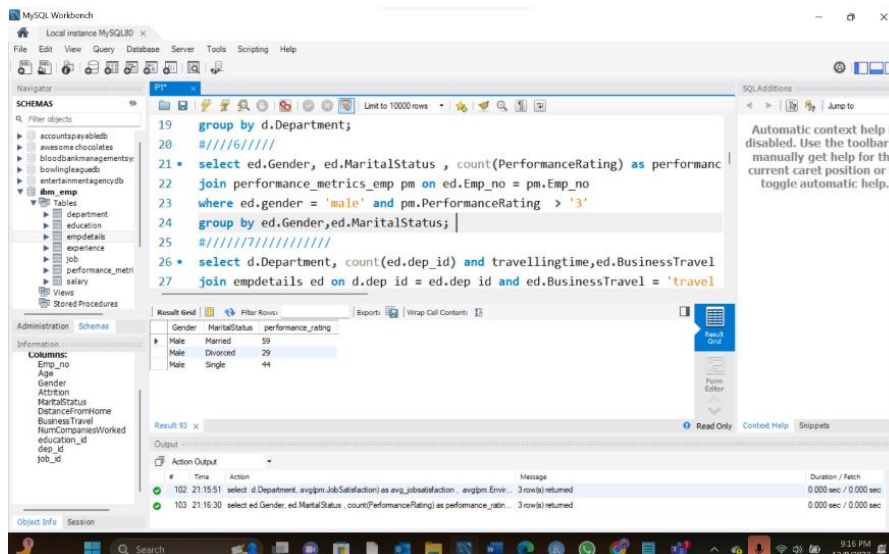 MySQL Workbench
Local instance MySQL80 ×
File Edit View Query Database Server Tools Scripting Help
Navigator
SCHEMAS
Filter objects
accountspayabledb
awesome chocolates
bloodbankmanagementsy
bowlingleaguedb
entertainmentagencydb
ibm_emp
Tables
department
education
empdetails
experience
job
performance_metri
salary
Views
Stored Procedures
Administration Schemas
Information
Columns:
Emp_no
Age
Gender
Attrition
MaritalStatus
DistanceFromHome
BusinessTravel
NumCompaniesWorked
education_id
dep_id
job_id
Object Info Session
P1* ×
Limit to 10000 rows
19 group by d.Department;
20 #////6/////
21 select ed.Gender, ed.MaritalStatus , count(PerformanceRating) as performanc
22 join performance_metrics_emp pm on ed.Emp_no = pm.Emp_no
23 where ed.gender = 'male' and pm.PerformanceRating > '3'
24 group by ed.Gender,ed.MaritalStatus;
25 #//////7///////////
26 select d.Department, count(ed.dep_id) and travellingtime,ed.BusinessTravel
27 join empdetails ed on d.dep_id = ed.dep_id and ed.BusinessTravel = 'travel
Result Grid Filter Rows: Export: Wrap Cell Content:
Gender MaritalStatus performance_rating
Male Married 59
Male Divorced 29
Male Single 44
Result Grid
Form Editor
Result 93 ×
Read Only
Output
Action Output
# Time Action Message Duration / Fetch
102 21:15:51 select d.Department, avg(pm.JobSatisfaction) as avg_jobsatisfaction , avg(pm.Envir... 3 row(s) returned 0.000 sec / 0.000 sec
103 21:16:30 select ed.Gender, ed.MaritalStatus , count(PerformanceRating) as performance_ratin... 3 row(s) returned 0.000 sec / 0.000 sec
SQLAdditions
Jump to
Automatic context help
disabled. Use the toolbar
manually get help for th
current caret position or
toggle automatic help.
Context Help Snippets
Search
9:16 PM